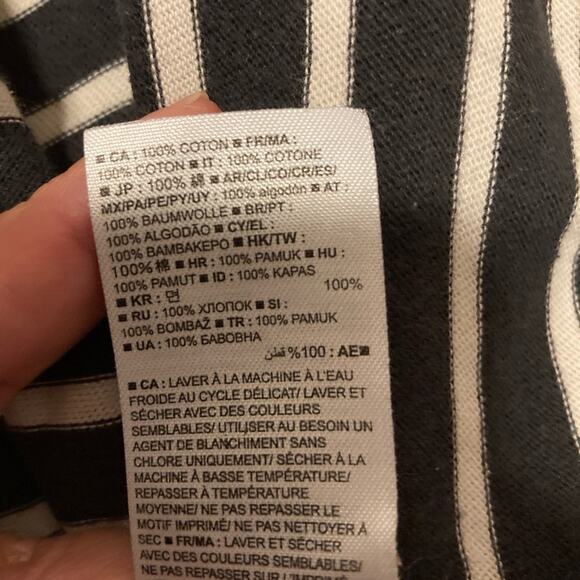 ■ CA : 100% COTON ■ FR/MA :
100% COTON ■ IT : 100% COTONE
■ JP : 100% 綿 ■ AR/CL/CO/CR/ES/
MX/PA/PE/PY/UY : 100% algodón ■ AT :
100% BAUMWOLLE ■ BR/PT :
100% ALGODÃO ■ CY/EL :
100% ΒΑΜΒΑΚΕΡΟ ■ HK/TW :
100% 棉 ■ HR : 100% PAMUK ■ HU :
100% PAMUT ■ ID : 100% KAPAS
■ KR : 면 100%
■ RU : 100% ХЛОПОК ■ SI :
100% BOMBAŽ ■ TR : 100% PAMUK
■ UA : 100% БАВОВНА
■AE : 100% قطن
■ CA : LAVER À LA MACHINE À L'EAU
FROIDE AU CYCLE DÉLICAT/ LAVER ET
SÉCHER AVEC DES COULEURS
SEMBLABLES/ UTILISER AU BESOIN UN
AGENT DE BLANCHIMENT SANS
CHLORE UNIQUEMENT/ SÉCHER À LA
MACHINE À BASSE TEMPÉRATURE/
REPASSER À TEMPÉRATURE
MOYENNE/ NE PAS REPASSER LE
MOTIF IMPRIMÉ/ NE PAS NETTOYER À
SEC ■ FR/MA : LAVER ET SÉCHER
AVEC DES COULEURS SEMBLABLES/
NE PAS REPASSER SUR L'IMPRIMÉ